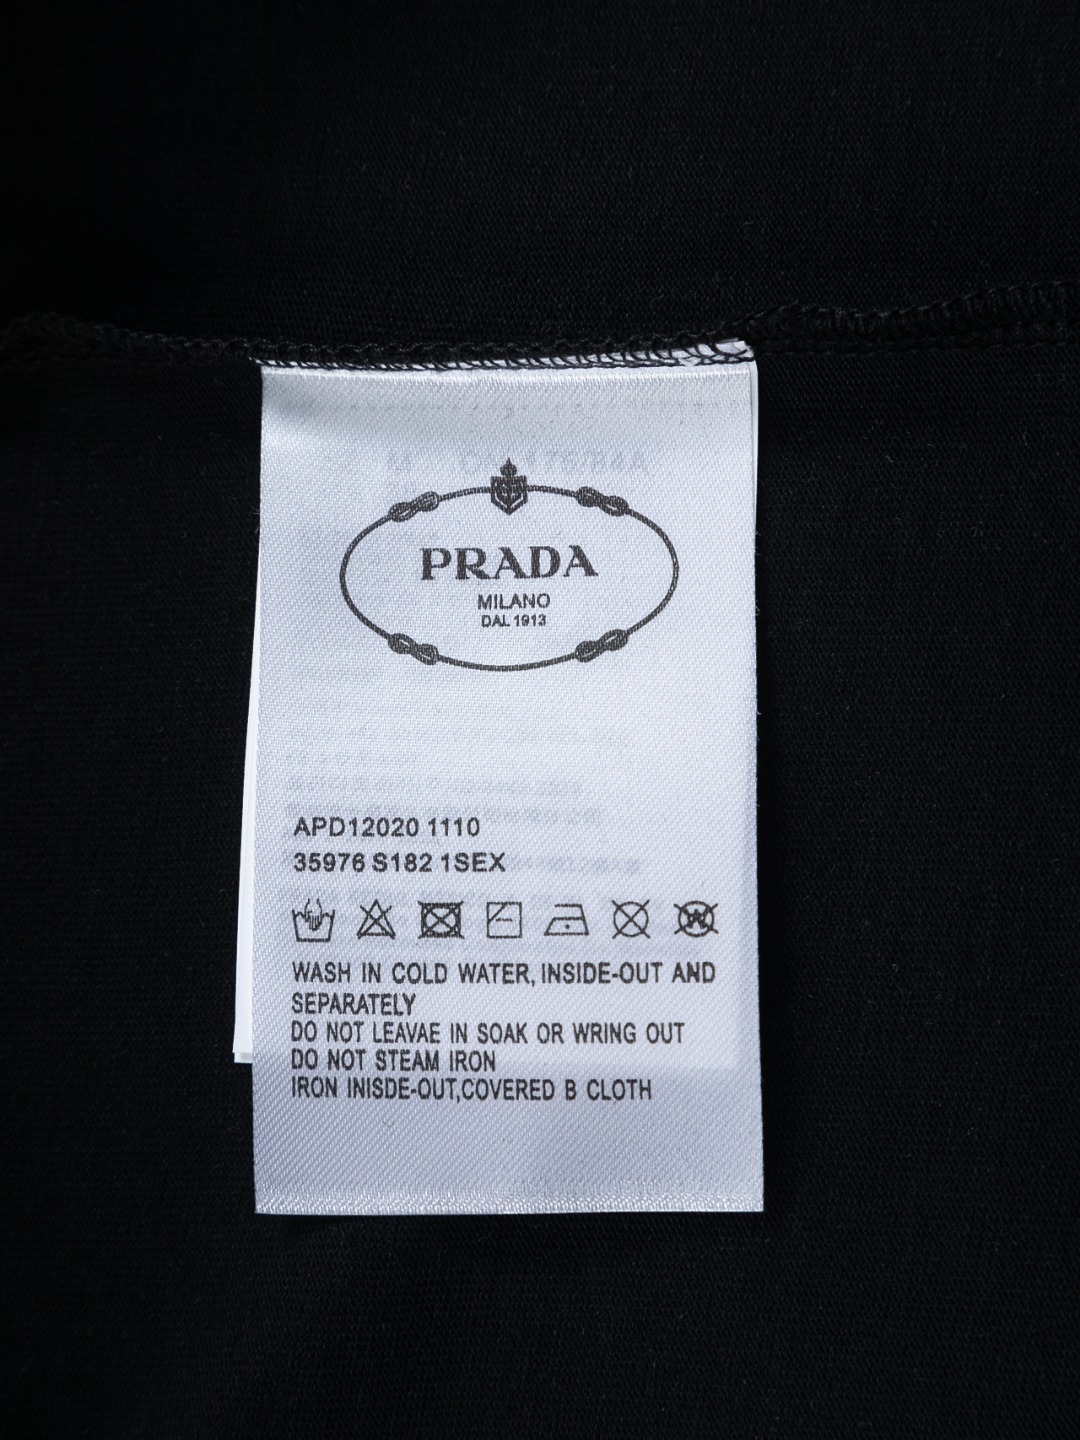 PRADA
MILANO
DAL 1913
APD12020 1110
35976 S182 1SEX
WASH IN COLD WATER, INSIDE-OUT AND
SEPARATELY
DO NOT LEAVAE IN SOAK OR WRING OUT
DO NOT STEAM IRON
IRON INISDE-OUT,COVERED B CLOTH